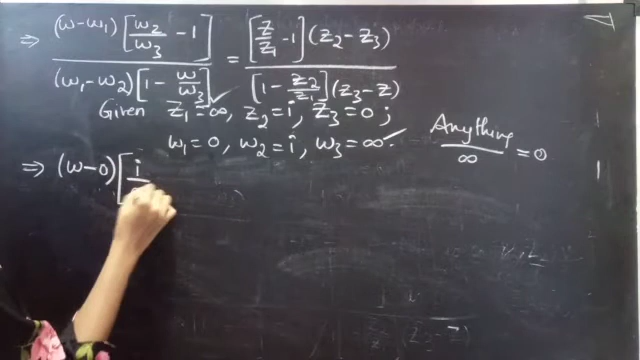 ⇒ (w-w₁) [w₂/w₃ - 1] / (w₁-w₂) [1 - w/w₃] = [z/z₁ - 1] (z₂-z₃) / [1 - z₂/z₁] (z₃-z)
Given z₁=∞, z₂=i, z₃=0 ;
w₁=0, w₂=i, w₃=∞.
Anything/∞ = 0
⇒ (w-0) [i